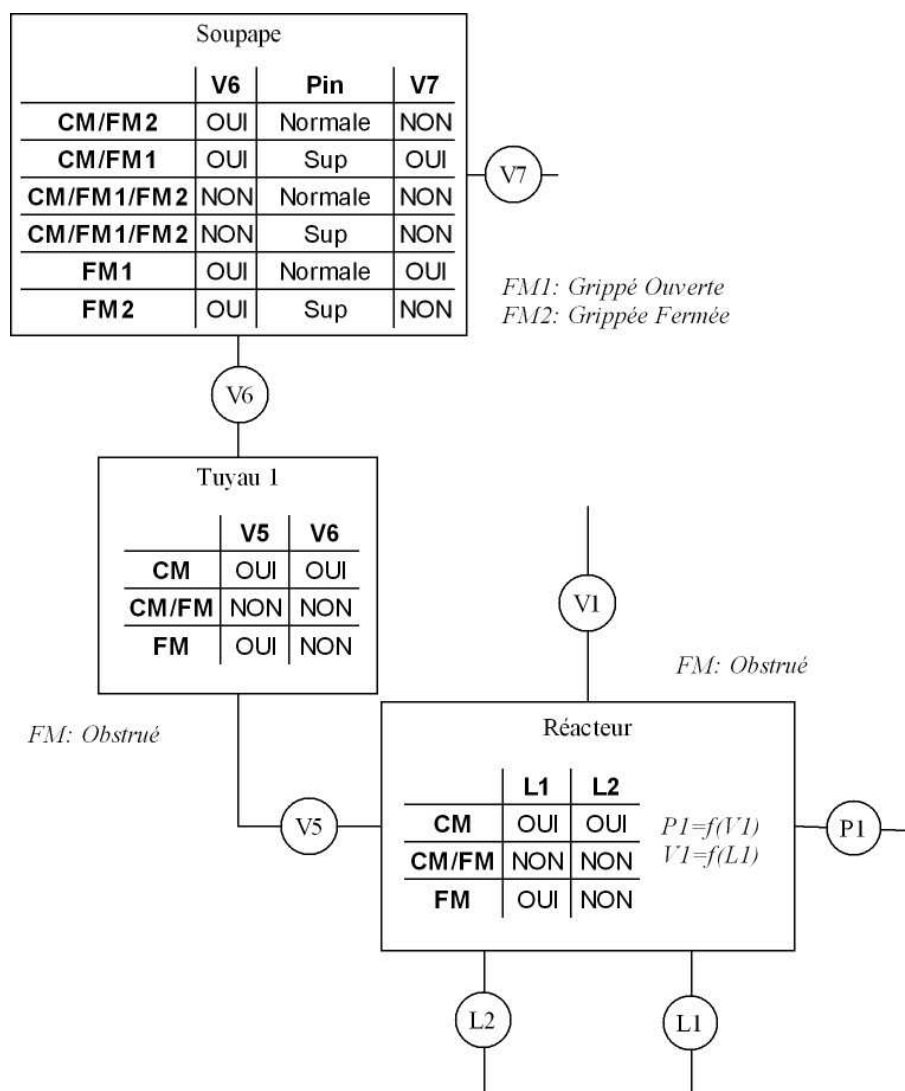 Soupape
V6 Pin V7
CM/FM2 OUI Normale NON
CM/FM1 OUI Sup OUI
CM/FM1/FM2 NON Normale NON
CM/FM1/FM2 NON Sup NON
FM1 OUI Normale OUI
FM2 OUI Sup NON
V7
FM1: Grippé Ouverte
FM2: Grippée Fermée
V6
Tuyau 1
V5 V6
CM OUI OUI
CM/FM NON NON
FM OUI NON
V1
FM: Obstrué
FM: Obstrué
Réacteur
L1 L2
CM OUI OUI
CM/FM NON NON
FM OUI NON
P1=f(V1)
V1=f(L1)
V5
P1
L2
L1